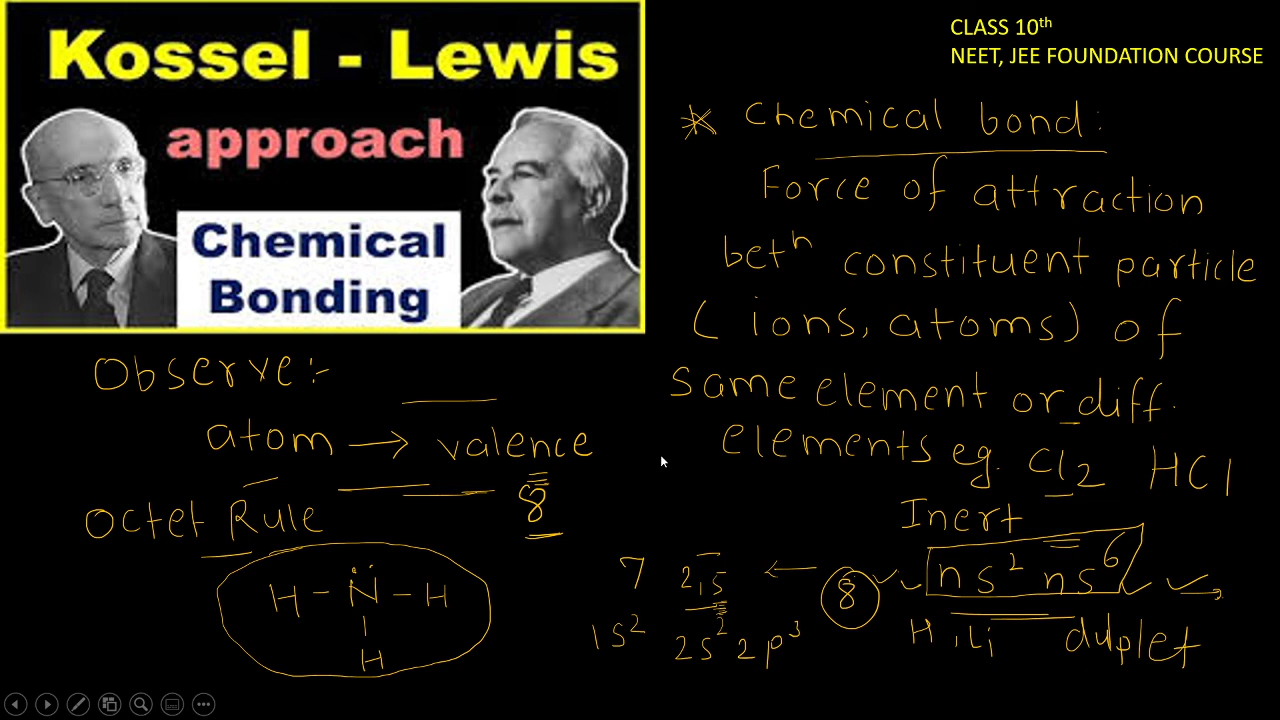 Kossel - Lewis
approach
Chemical
Bonding
CLASS 10th
NEET, JEE FOUNDATION COURSE
* Chemical bond:
Force of attraction
betn constituent particle
(ions, atoms) of
same element or diff.
elements eg. Cl2 HCl
Observe:-
atom → valence
8
Octet Rule
H - N - H
H
Inert
7 2,5 ← 8 ns2 ns6
1s2 2s2 2p3
H, Li duplet